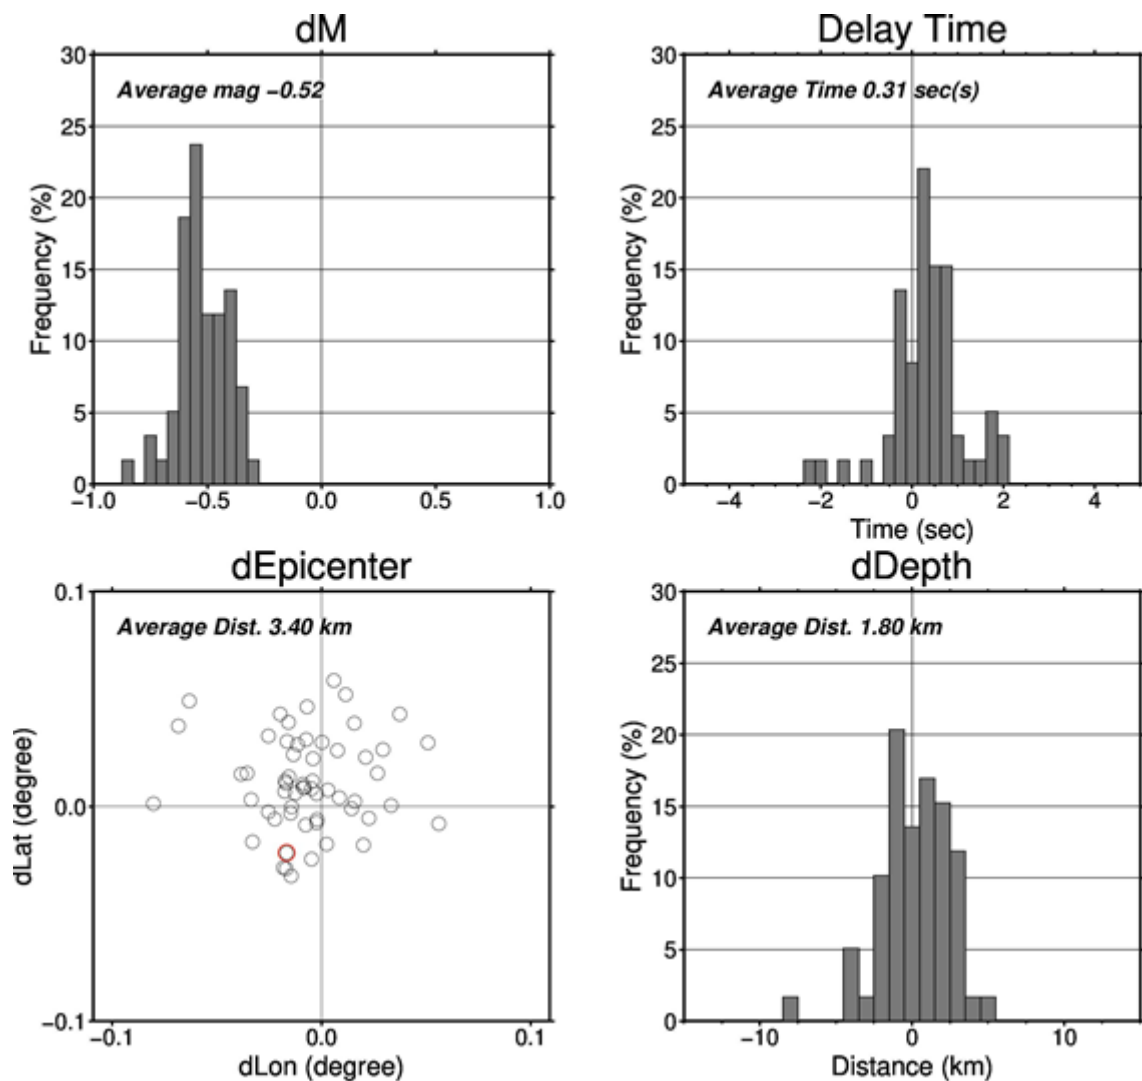 dM
Average mag −0.52
Frequency (%)
30
25
20
15
10
5
0
−1.0
−0.5
0.0
0.5
1.0
Delay Time
Average Time 0.31 sec(s)
Frequency (%)
30
25
20
15
10
5
0
−4
−2
0
2
4
Time (sec)
dEpicenter
Average Dist. 3.40 km
dLat (degree)
0.1
0.0
−0.1
−0.1
0.0
0.1
dLon (degree)
dDepth
Average Dist. 1.80 km
Frequency (%)
30
25
20
15
10
5
0
−10
0
10
Distance (km)